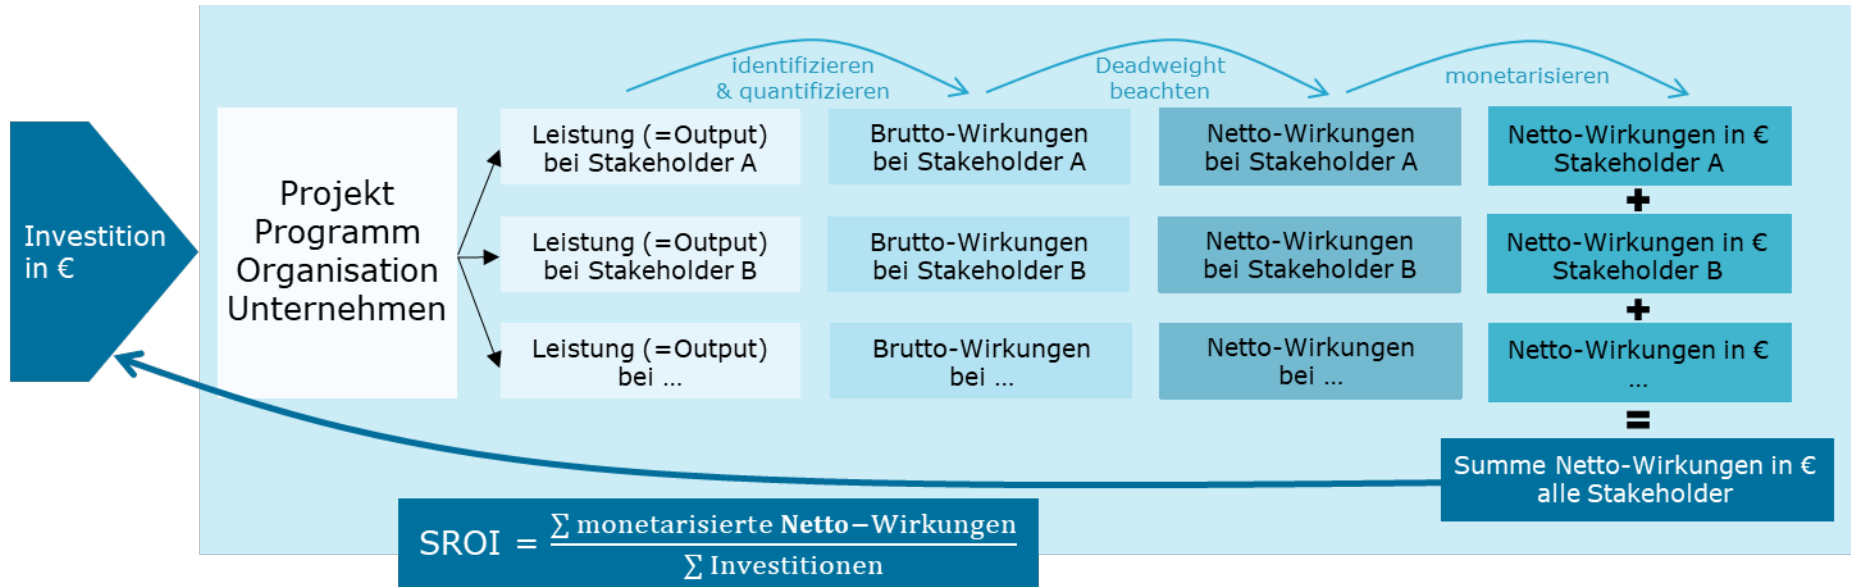 identifizieren
& quantifizieren
Deadweight
beachten
monetarisieren
Investition
in €
Projekt
Programm
Organisation
Unternehmen
Leistung (=Output)
bei Stakeholder A
Brutto-Wirkungen
bei Stakeholder A
Netto-Wirkungen
bei Stakeholder A
Netto-Wirkungen in €
Stakeholder A
+
Leistung (=Output)
bei Stakeholder B
Brutto-Wirkungen
bei Stakeholder B
Netto-Wirkungen
bei Stakeholder B
Netto-Wirkungen in €
Stakeholder B
+
Leistung (=Output)
bei ...
Brutto-Wirkungen
bei ...
Netto-Wirkungen
bei ...
Netto-Wirkungen in €
...
=
Summe Netto-Wirkungen in €
alle Stakeholder
SROI =
∑ monetarisierte Netto−Wirkungen
∑ Investitionen